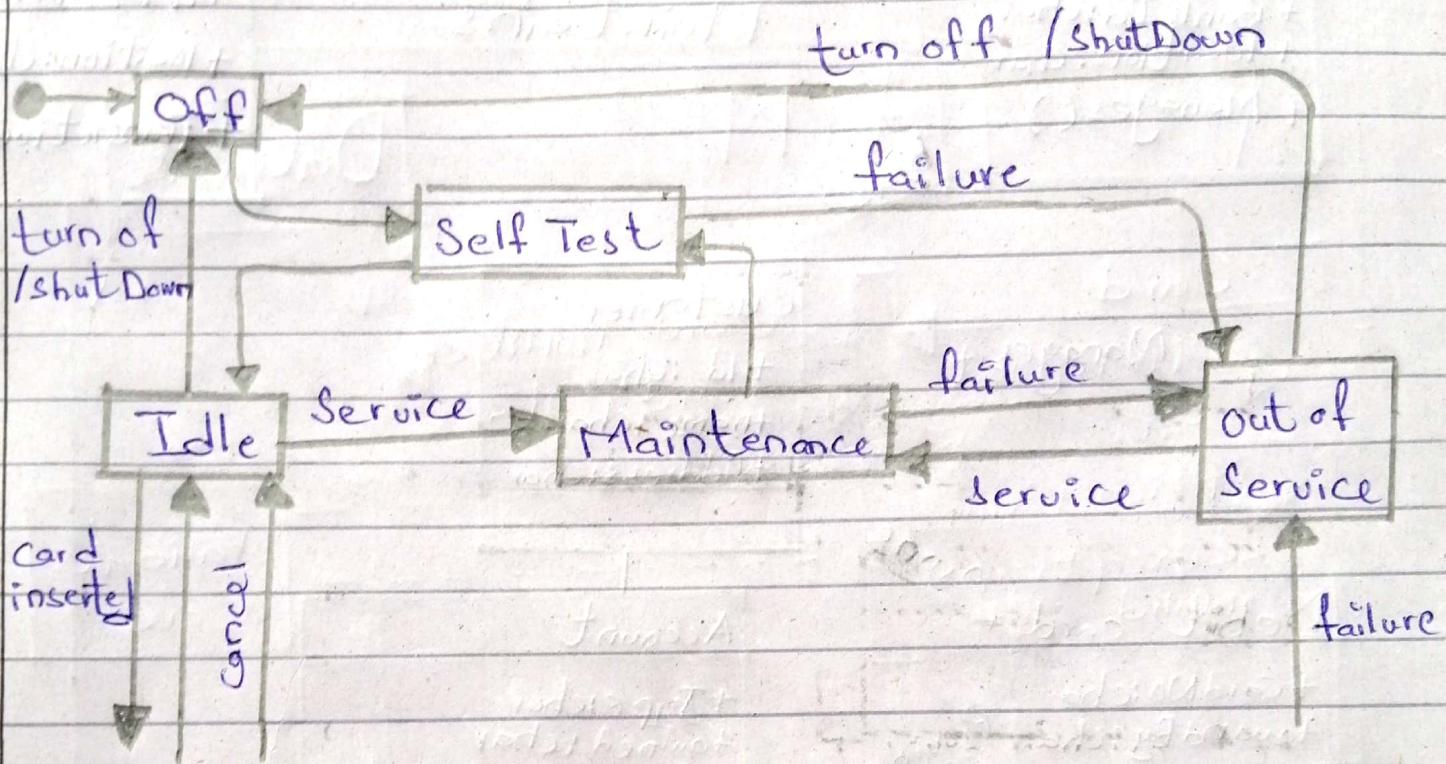 turn off /shutDown
Off
failure
turn of
/shut Down
Self Test
failure
Idle
Service
Maintenance
out of
Service
service
Card
inserted
cancel
failure